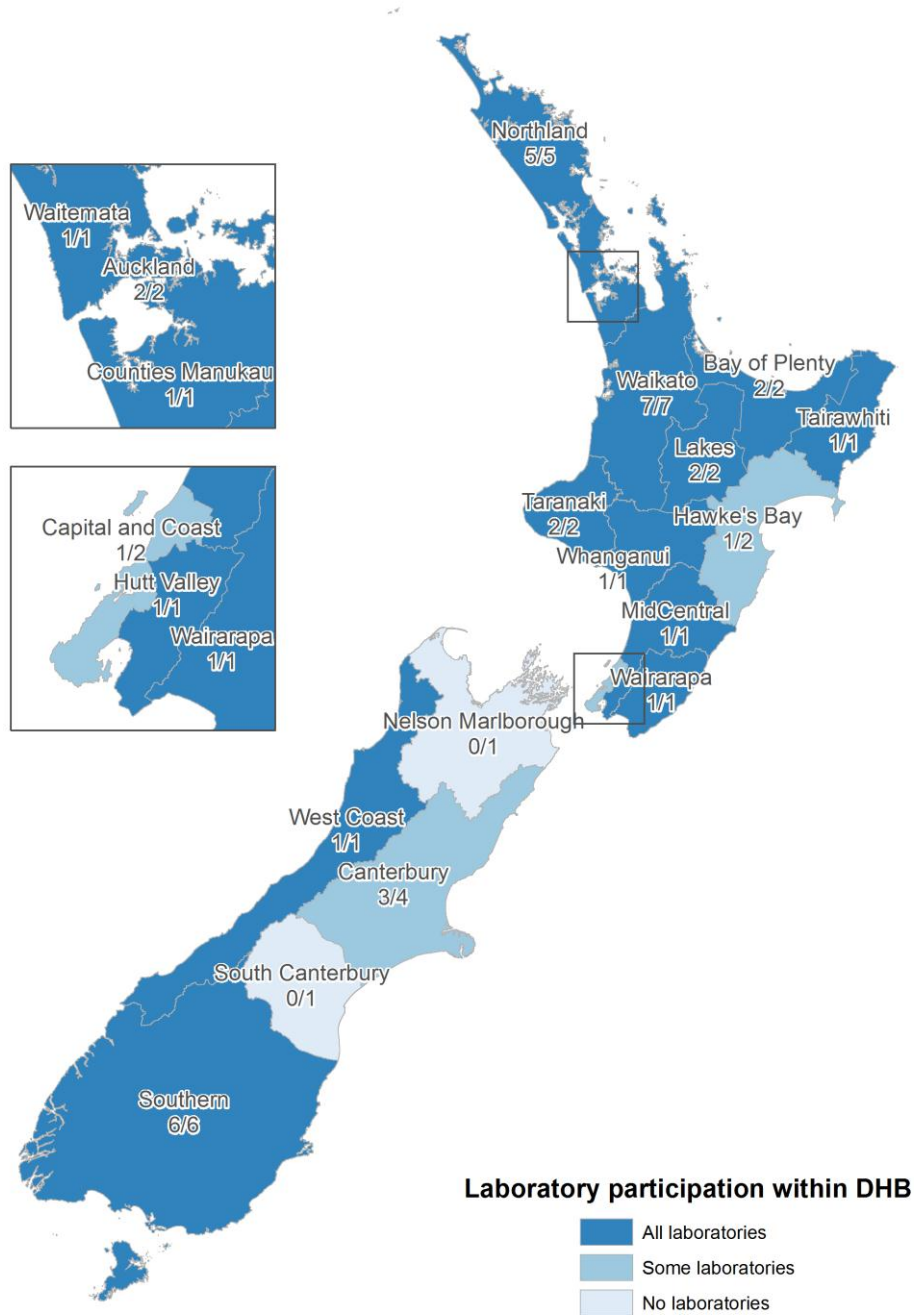 Northland
5/5
Waitemata
1/1
Auckland
2/2
Counties Manukau
1/1
Bay of Plenty
2/2
Waikato
7/7
Tairawhiti
1/1
Lakes
2/2
Taranaki
2/2
Hawke's Bay
1/2
Whanganui
1/1
MidCentral
1/1
Capital and Coast
1/2
Hutt Valley
1/1
Wairarapa
1/1
Wairarapa
1/1
Nelson Marlborough
0/1
West Coast
1/1
Canterbury
3/4
South Canterbury
0/1
Southern
6/6
Laboratory participation within DHB
All laboratories
Some laboratories
No laboratories